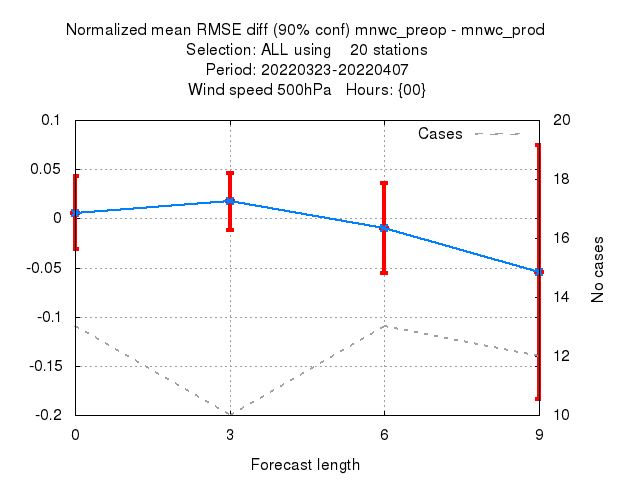 Normalized mean RMSE diff (90% conf) mnwc_preop - mnwc_prod
Selection: ALL using 20 stations
Period: 20220323-20220407
Wind speed 500hPa Hours: {00}
0.1
0.05
0
-0.05
-0.1
-0.15
-0.2
Cases
20
18
16
14
12
10
No cases
0 3 6 9
Forecast length